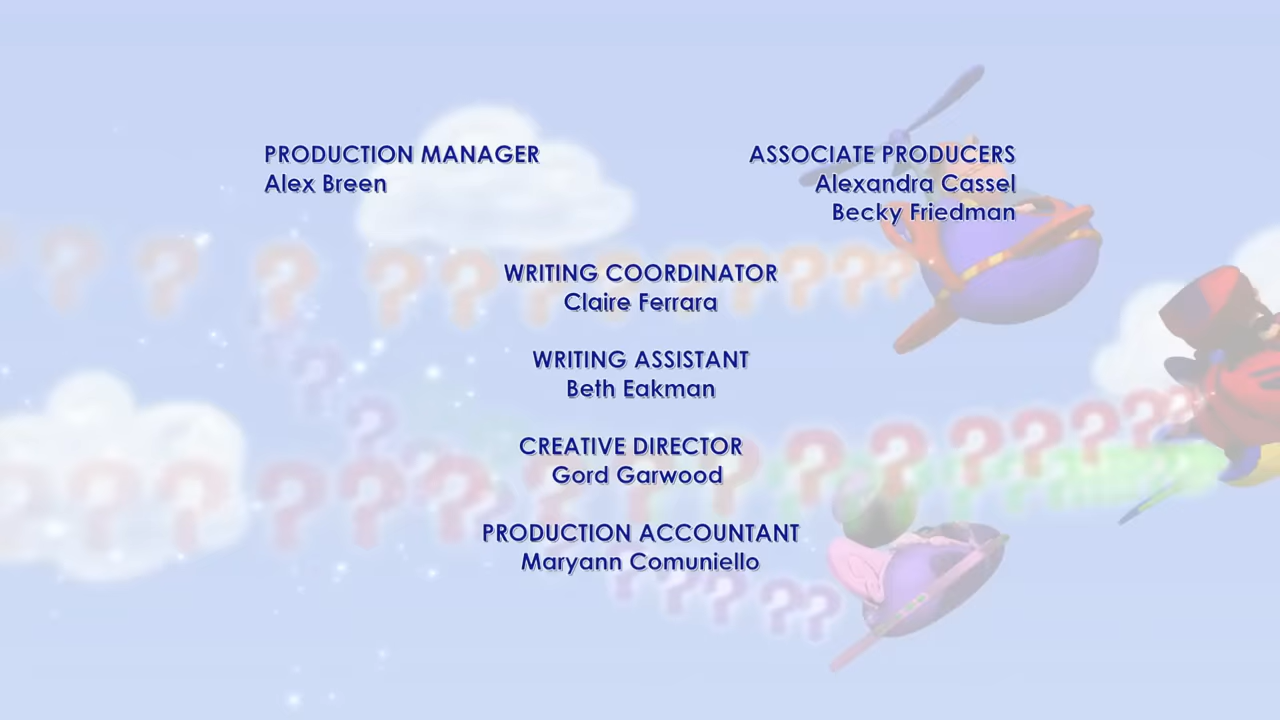 PRODUCTION MANAGER
Alex Breen
ASSOCIATE PRODUCERS
Alexandra Cassel
Becky Friedman
WRITING COORDINATOR
Claire Ferrara
WRITING ASSISTANT
Beth Eakman
CREATIVE DIRECTOR
Gord Garwood
PRODUCTION ACCOUNTANT
Maryann Comuniello